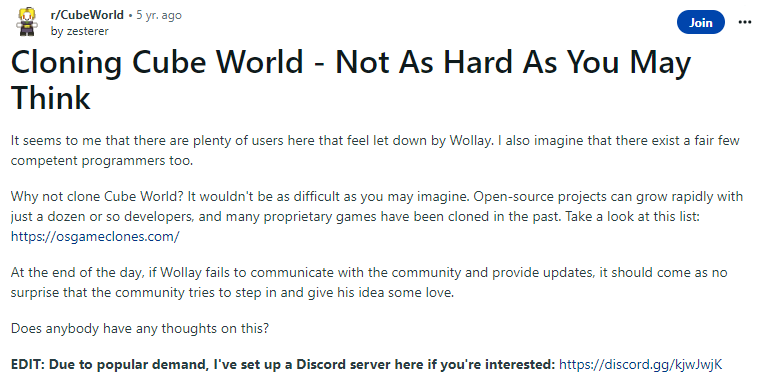 r/CubeWorld • 5 yr. ago
by zesterer
Join
Cloning Cube World - Not As Hard As You May
Think
It seems to me that there are plenty of users here that feel let down by Wollay. I also imagine that there exist a fair few
competent programmers too.
Why not clone Cube World? It wouldn't be as difficult as you may imagine. Open-source projects can grow rapidly with
just a dozen or so developers, and many proprietary games have been cloned in the past. Take a look at this list:
https://osgameclones.com/
At the end of the day, if Wollay fails to communicate with the community and provide updates, it should come as no
surprise that the community tries to step in and give his idea some love.
Does anybody have any thoughts on this?
EDIT: Due to popular demand, I've set up a Discord server here if you're interested: https://discord.gg/kjwJwjK